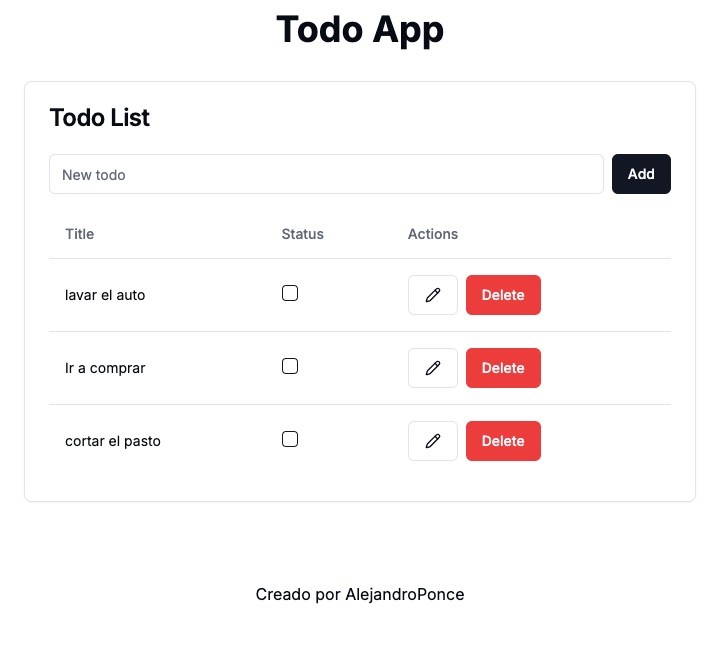 Todo App
Todo List
New todo Add
Title Status Actions
lavar el auto Delete
Ir a comprar Delete
cortar el pasto Delete
Creado por AlejandroPonce